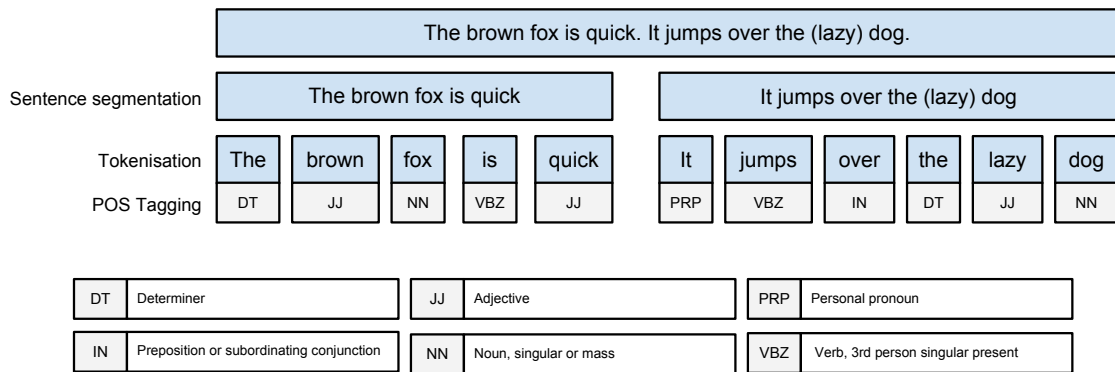 The brown fox is quick. It jumps over the (lazy) dog.
Sentence segmentation The brown fox is quick It jumps over the (lazy) dog
Tokenisation The brown fox is quick It jumps over the lazy dog
POS Tagging DT JJ NN VBZ JJ PRP VBZ IN DT JJ NN
DT Determiner JJ Adjective PRP Personal pronoun
IN Preposition or subordinating conjunction NN Noun, singular or mass VBZ Verb, 3rd person singular present